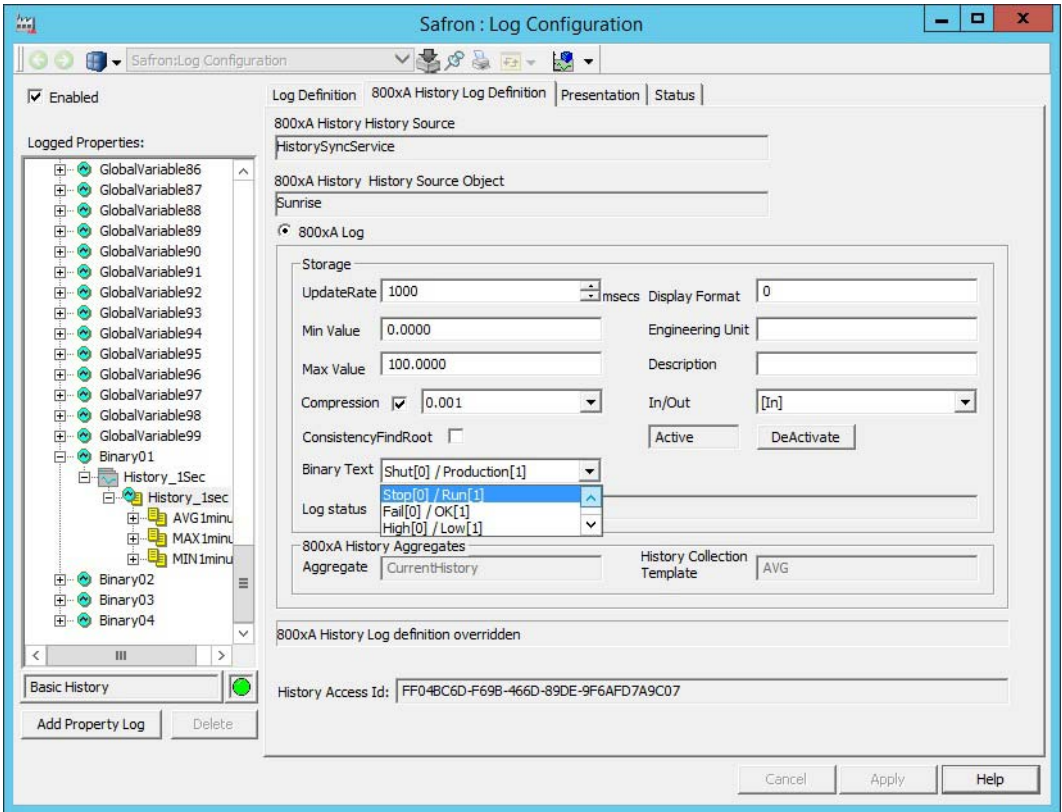 Safron : Log Configuration
Safron:Log Configuration
Enabled
Logged Properties:
GlobalVariable86
GlobalVariable87
GlobalVariable88
GlobalVariable89
GlobalVariable90
GlobalVariable91
GlobalVariable92
GlobalVariable93
GlobalVariable94
GlobalVariable95
GlobalVariable96
GlobalVariable97
GlobalVariable98
GlobalVariable99
Binary01
History_1Sec
History_1sec
AVG1minu
MAX1minu
MIN1minu
Binary02
Binary03
Binary04
Basic History
Add Property Log Delete
Log Definition 800xA History Log Definition Presentation Status
800xA History History Source
HistorySyncService
800xA History History Source Object
Sunrise
800xA Log
Storage
UpdateRate 1000 msecs Display Format 0
Min Value 0.0000 Engineering Unit
Max Value 100.0000 Description
Compression 0.001 In/Out [In]
ConsistencyFindRoot Active DeActivate
Binary Text Shut[0] / Production[1]
Stop[0] / Run[1]
Fail[0] / OK[1]
High[0] / Low[1]
Log status
800xA History Aggregates
Aggregate CurrentHistory History Collection Template AVG
800xA History Log definition overridden
History Access Id: FF04BC6D-F69B-466D-89DE-9F6AFD7A9C07
Cancel Apply Help